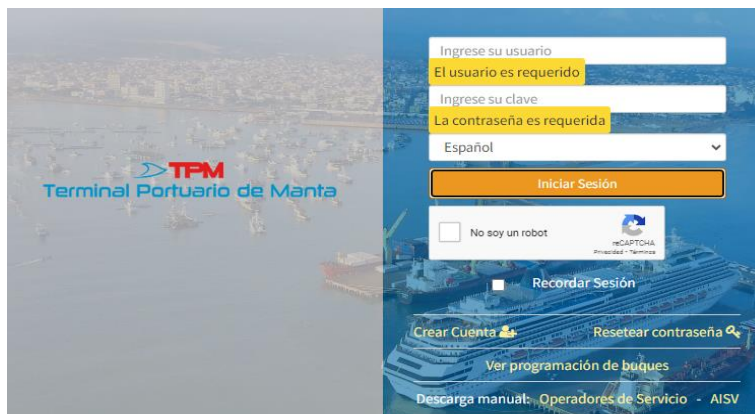 TPM
Terminal Portuario de Manta
Ingrese su usuario
El usuario es requerido
Ingrese su clave
La contraseña es requerida
Español
Iniciar Sesión
No soy un robot
reCAPTCHA
Privacidad - Términos
Recordar Sesión
Crear Cuenta
Resetear contraseña
Ver programación de buques
Descarga manual: Operadores de Servicio - AISV